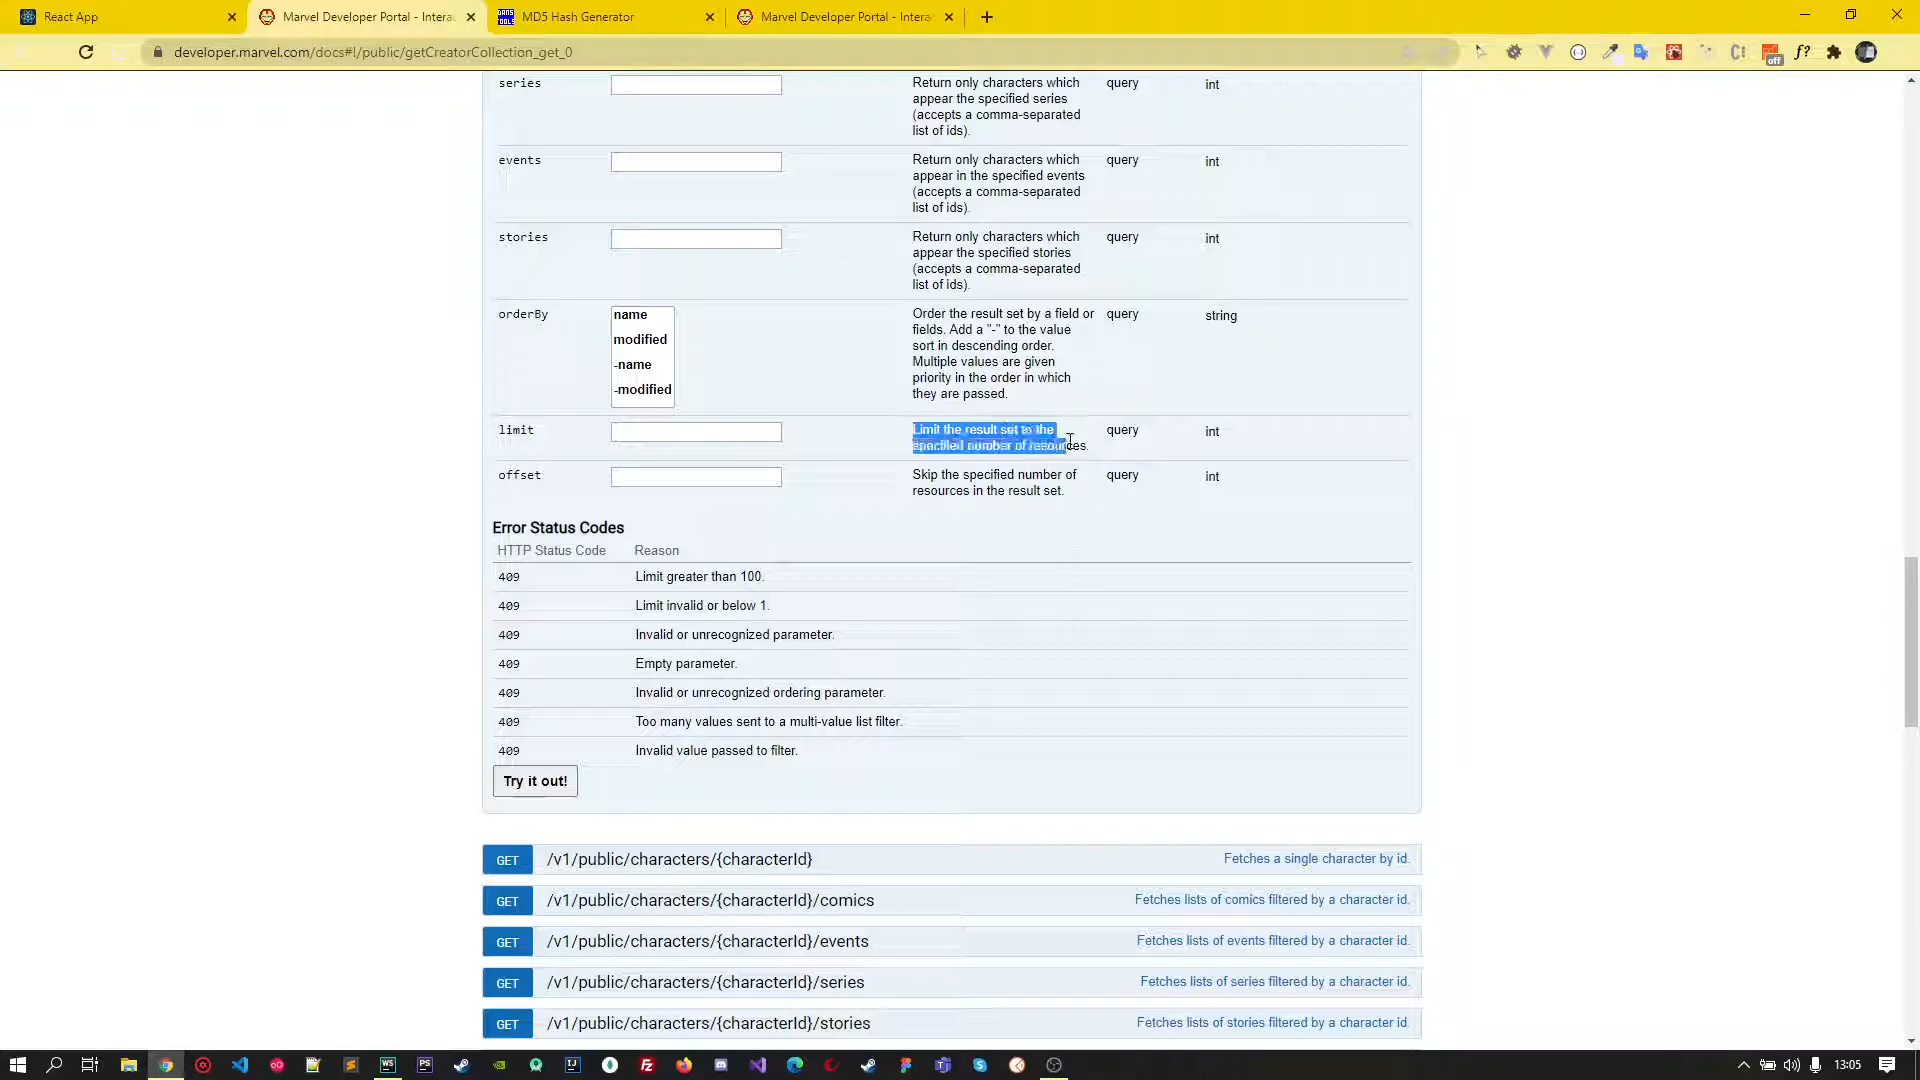 React App
Marvel Developer Portal - Intera
MD5 Hash Generator
Marvel Developer Portal - Intera
developer.marvel.com/docs#!/public/getCreatorCollection_get_0
off
f?
series
Return only characters which
appear the specified series
(accepts a comma-separated
list of ids).
query
int
events
Return only characters which
appear in the specified events
(accepts a comma-separated
list of ids).
query
int
stories
Return only characters which
appear the specified stories
(accepts a comma-separated
list of ids).
query
int
orderBy
name
modified
-name
-modified
Order the result set by a field or
fields. Add a "-" to the value
sort in descending order.
Multiple values are given
priority in the order in which
they are passed.
query
string
limit
Limit the result set to the
specified number of resources.
query
int
offset
Skip the specified number of
resources in the result set.
query
int
Error Status Codes
HTTP Status Code Reason
409 Limit greater than 100.
409 Limit invalid or below 1.
409 Invalid or unrecognized parameter.
409 Empty parameter.
409 Invalid or unrecognized ordering parameter.
409 Too many values sent to a multi-value list filter.
409 Invalid value passed to filter.
Try it out!
GET /v1/public/characters/{characterId} Fetches a single character by id.
GET /v1/public/characters/{characterId}/comics Fetches lists of comics filtered by a character id.
GET /v1/public/characters/{characterId}/events Fetches lists of events filtered by a character id.
GET /v1/public/characters/{characterId}/series Fetches lists of series filtered by a character id.
GET /v1/public/characters/{characterId}/stories Fetches lists of stories filtered by a character id.
13:05